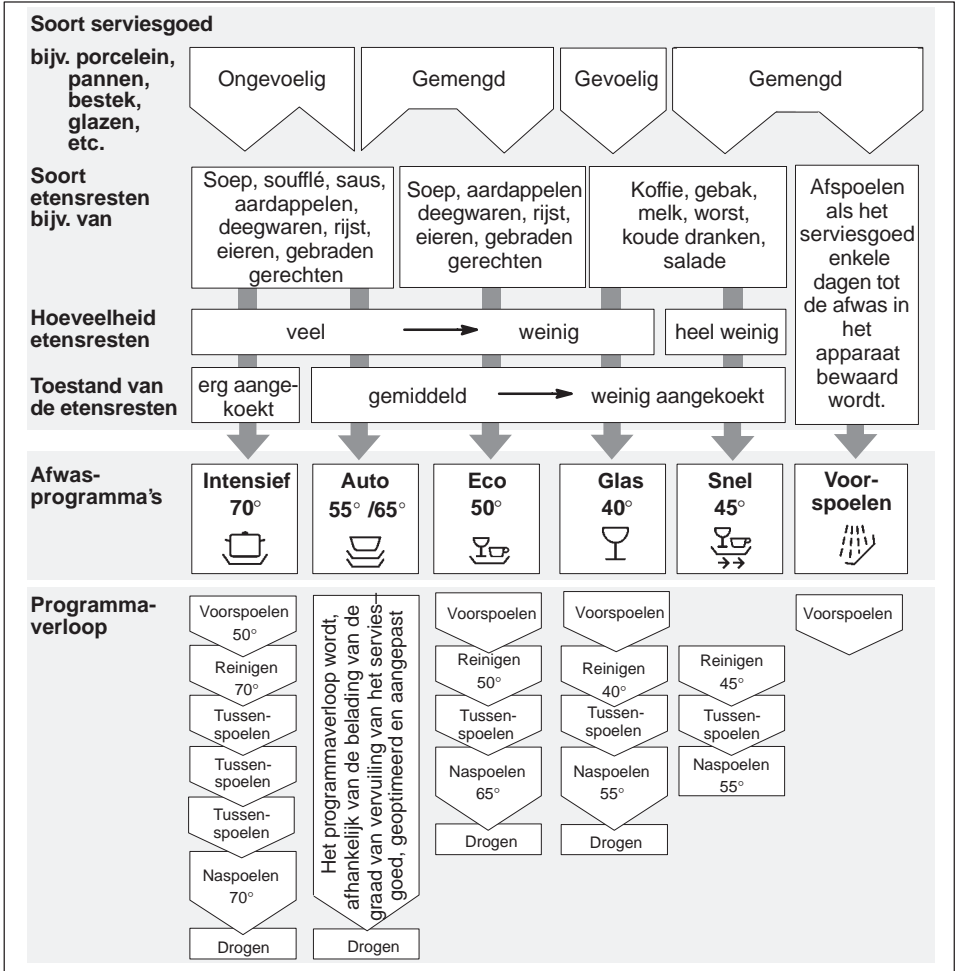 Soort serviesgoed
bijv. porcelein,
pannen,
bestek,
glazen,
etc.
Ongevoelig
Gemengd
Gevoelig
Gemengd
Soort
etensresten
bijv. van
Soep, soufflé, saus,
aardappelen,
deegwaren, rijst,
eieren, gebraden
gerechten
Soep, aardappelen
deegwaren, rijst,
eieren, gebraden
gerechten
Koffie, gebak,
melk, worst,
koude dranken,
salade
Afspoelen
als het
serviesgoed
enkele
dagen tot
de afwas in
het
apparaat
bewaard
wordt.
Hoeveelheid
etensresten
veel → weinig
heel weinig
Toestand van
de etensresten
erg aange-
koekt
gemiddeld → weinig aangekoekt
Afwas-
programma's
Intensief
70°
Auto
55° /65°
Eco
50°
Glas
40°
Snel
45°
Voor-
spoelen
Programma-
verloop
Voorspoelen
50°
Reinigen
70°
Tussen-
spoelen
Tussen-
spoelen
Tussen-
spoelen
Naspoelen
70°
Drogen
Het programmaverloop wordt,
afhankelijk van de belading van de
graad van vervuiling van het servies–
goed, geoptimeerd en aangepast
Drogen
Voorspoelen
Reinigen
50°
Tussen-
spoelen
Naspoelen
65°
Drogen
Voorspoelen
Reinigen
40°
Tussen-
spoelen
Naspoelen
55°
Drogen
Reinigen
45°
Tussen-
spoelen
Naspoelen
55°
Voorspoelen